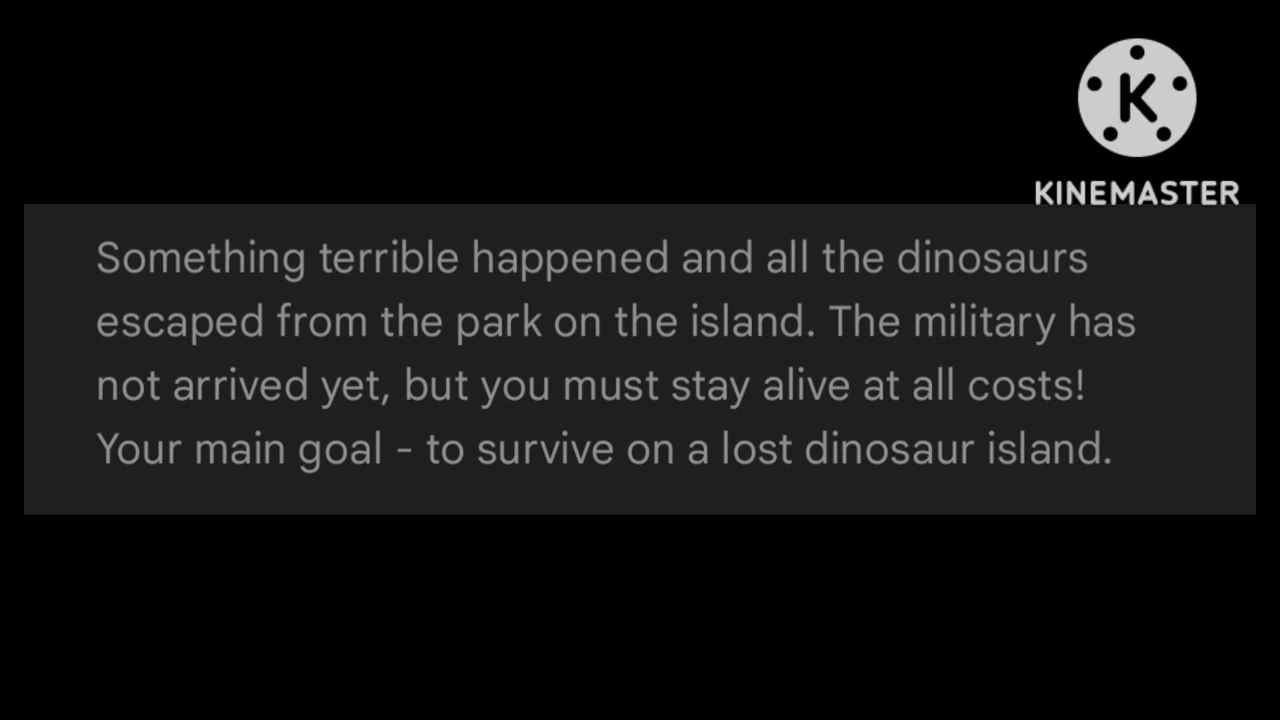 K
KINEMASTER
Something terrible happened and all the dinosaurs
escaped from the park on the island. The military has
not arrived yet, but you must stay alive at all costs!
Your main goal - to survive on a lost dinosaur island.